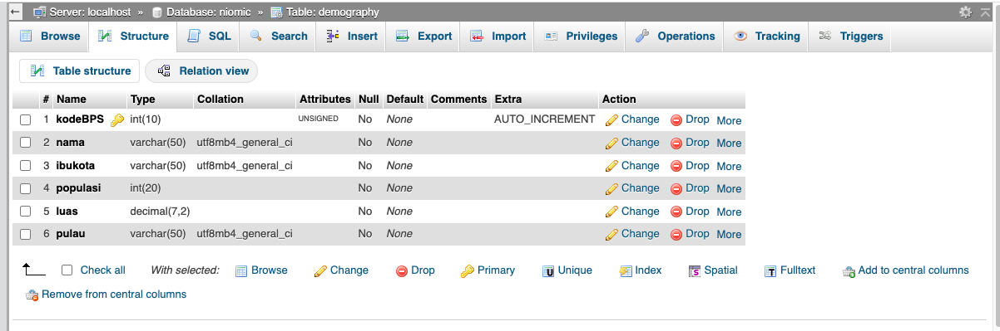 Server: localhost » Database: niomic » Table: demography
Browse Structure SQL Search Insert Export Import Privileges Operations Tracking Triggers
Table structure Relation view
# Name Type Collation Attributes Null Default Comments Extra Action
1 kodeBPS int(10) UNSIGNED No None AUTO_INCREMENT Change Drop More
2 nama varchar(50) utf8mb4_general_ci No None Change Drop More
3 ibukota varchar(50) utf8mb4_general_ci No None Change Drop More
4 populasi int(20) No None Change Drop More
5 luas decimal(7,2) No None Change Drop More
6 pulau varchar(50) utf8mb4_general_ci No None Change Drop More
Check all With selected: Browse Change Drop Primary Unique Index Spatial Fulltext Add to central columns
Remove from central columns